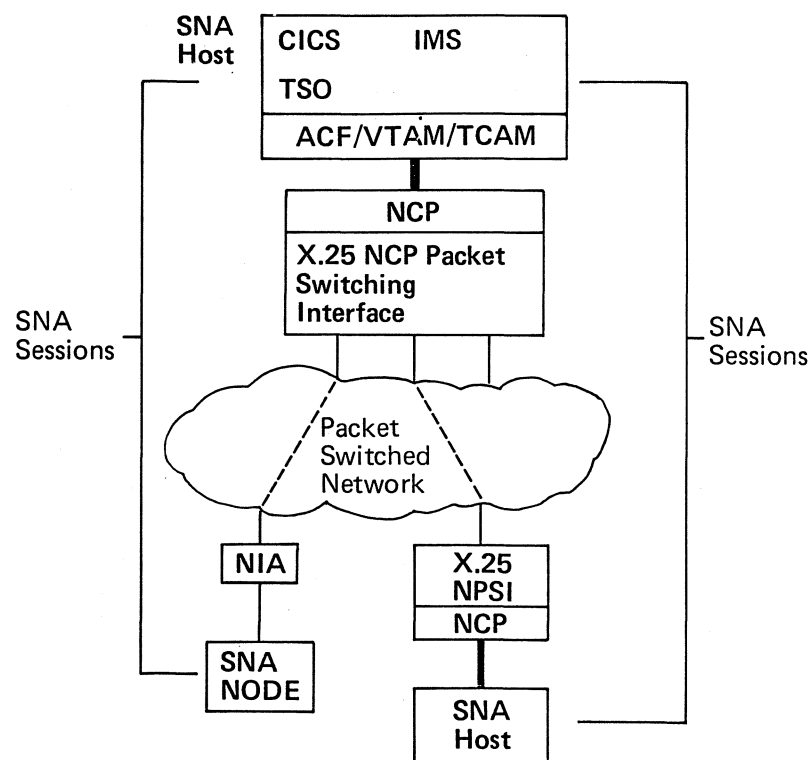 SNA
Host
CICS IMS
TSO
ACF/VTAM/TCAM
NCP
X.25 NCP Packet
Switching
Interface
SNA
Sessions
SNA
Sessions
Packet
Switched
Network
NIA
X.25
NPSI
NCP
SNA
NODE
SNA
Host